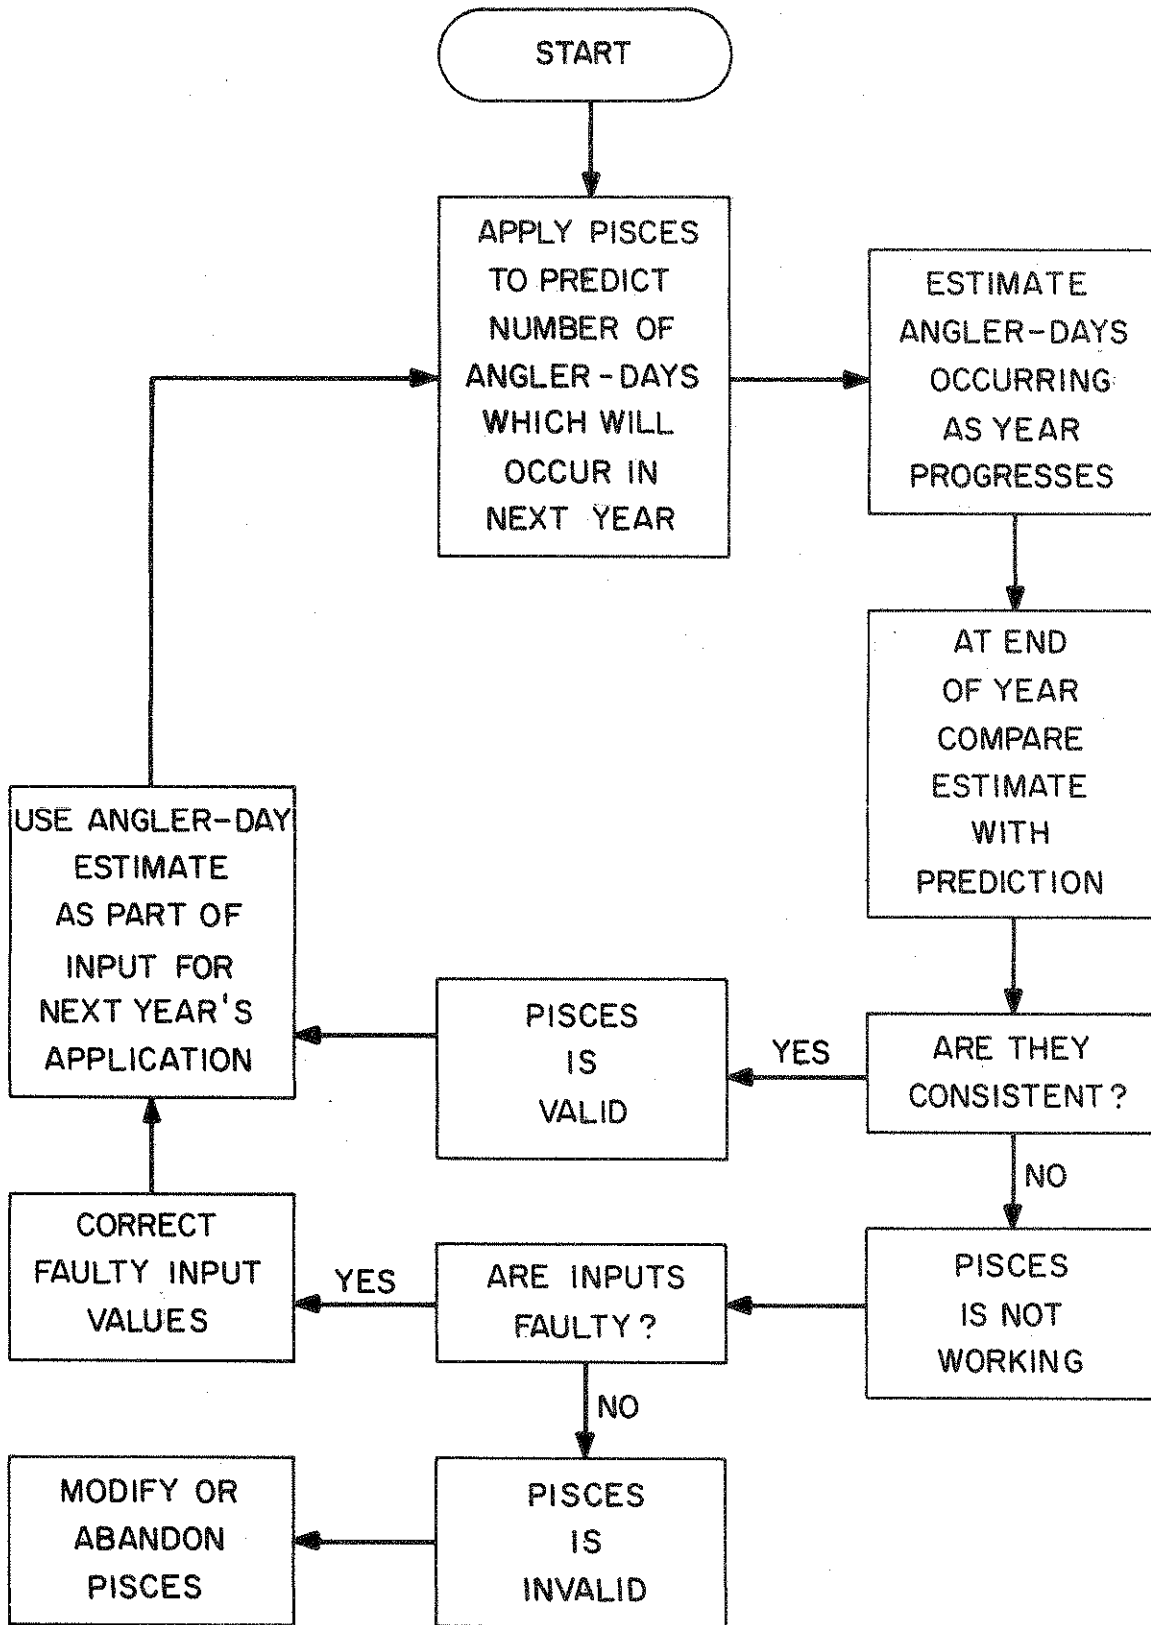 START
APPLY PISCES
TO PREDICT
NUMBER OF
ANGLER-DAYS
WHICH WILL
OCCUR IN
NEXT YEAR
ESTIMATE
ANGLER-DAYS
OCCURRING
AS YEAR
PROGRESSES
AT END
OF YEAR
COMPARE
ESTIMATE
WITH
PREDICTION
ARE THEY
CONSISTENT?
YES
PISCES
IS
VALID
USE ANGLER-DAY
ESTIMATE
AS PART OF
INPUT FOR
NEXT YEAR'S
APPLICATION
NO
PISCES
IS NOT
WORKING
ARE INPUTS
FAULTY?
YES
CORRECT
FAULTY INPUT
VALUES
NO
PISCES
IS
INVALID
MODIFY OR
ABANDON
PISCES